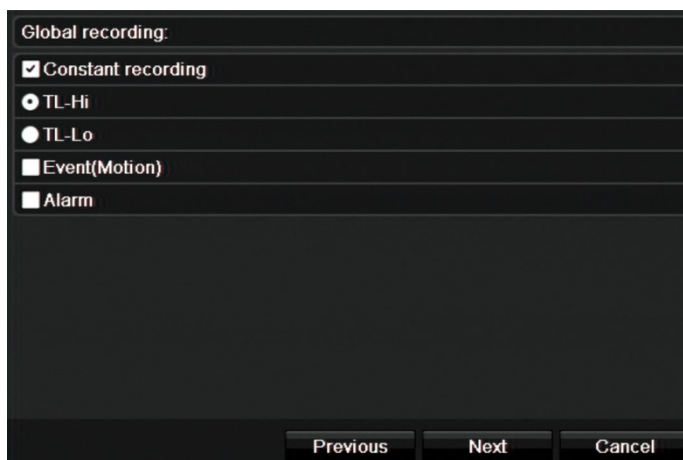 Global recording:
Constant recording
TL-Hi
TL-Lo
Event(Motion)
Alarm
Previous Next Cancel